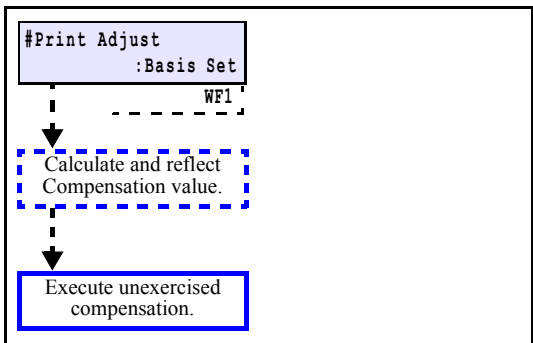 #Print Adjust
:Basis Set
WF1
Calculate and reflect
Compensation value.
Execute unexercised
compensation.